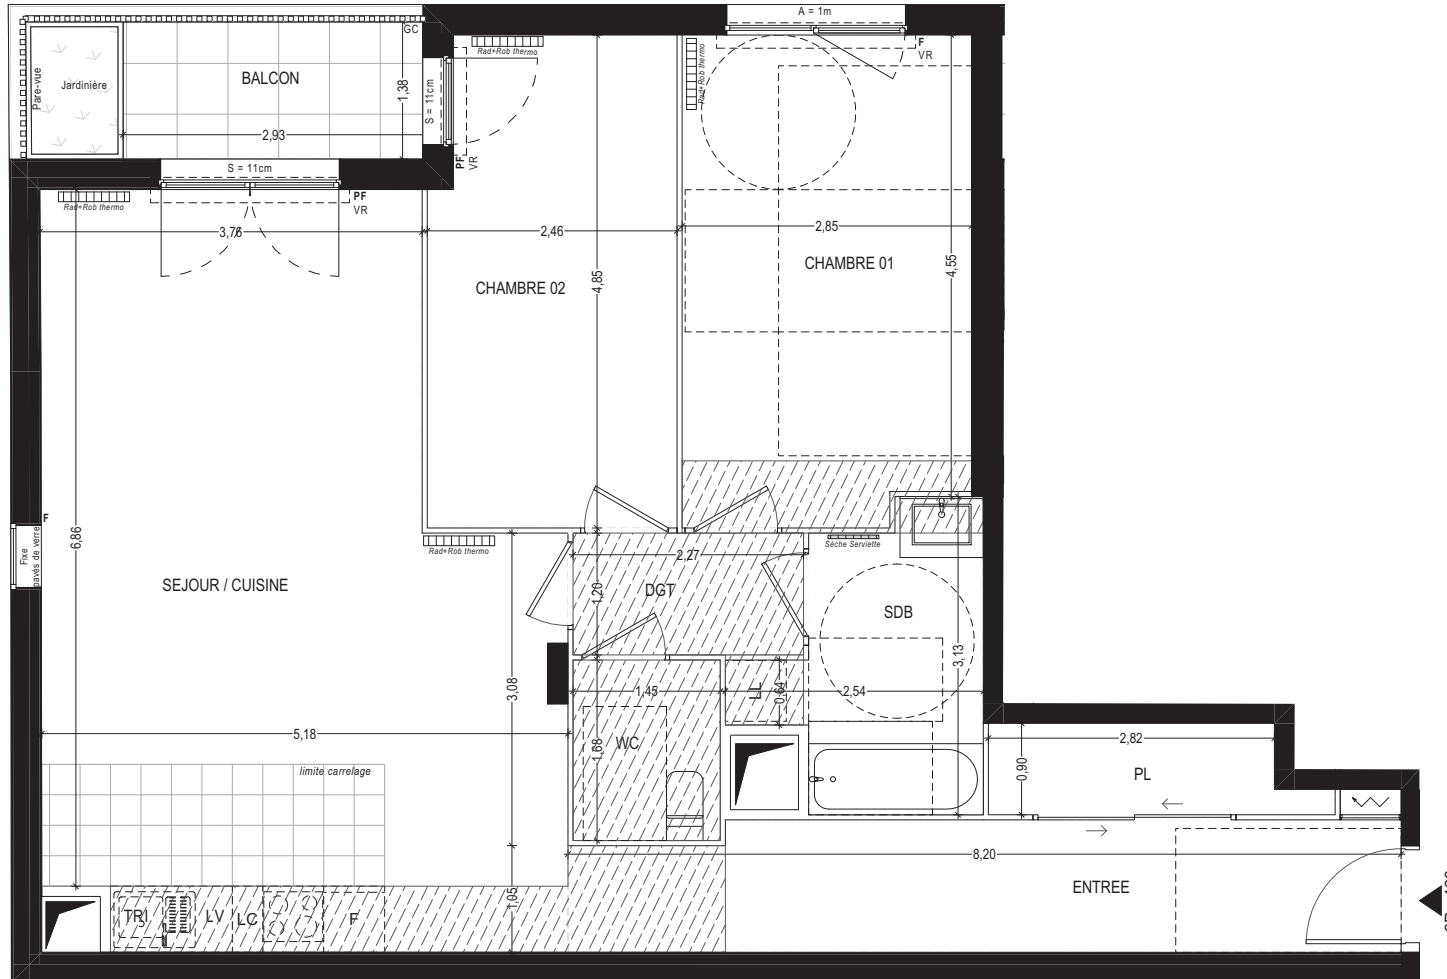 A = 1m
GC
Rad+Rob thermo
F
VR
Pare-vue
Jardinière
BALCON
1,38
S = 11cm
Rad+Rob thermo
2,93
PF
VR
S = 11cm
PF
VR
Rad+Rob thermo
3,76
2,46
2,85
CHAMBRE 02
4,85
CHAMBRE 01
4,55
F
Fixe
pavés de verre
6,86
Rad+Rob thermo
Sèche Serviette
2,27
SEJOUR / CUISINE
1,20
DGT
SDB
3,13
3,08
1,45
LL
0,64
2,54
5,18
WC
1,68
2,82
0,90
PL
limite carrelage
8,20
ENTREE
1,05
TRI
LV
LC
F